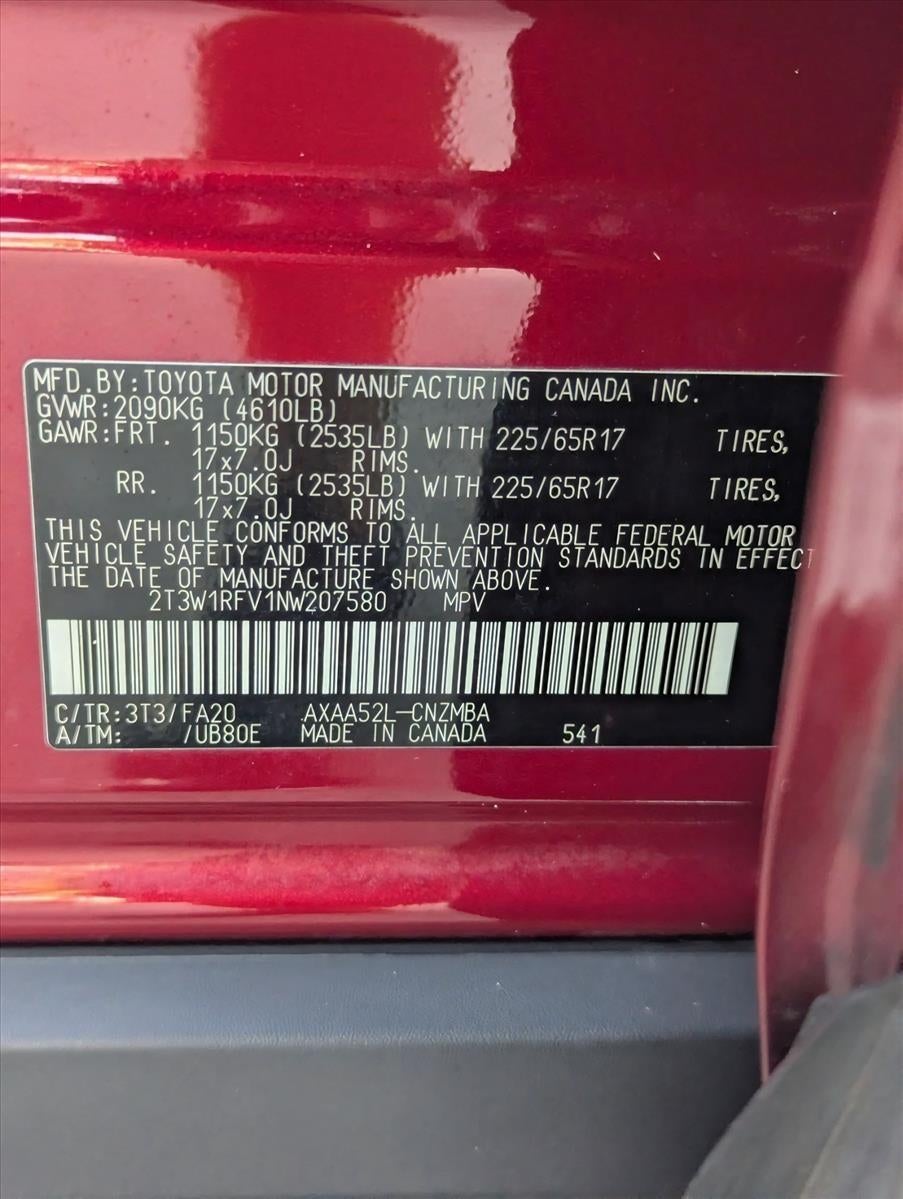 MFD.BY:TOYOTA MOTOR MANUFACTURING CANADA INC.
GVWR:2090KG (4610LB)
GAWR:FRT. 1150KG (2535LB) WITH 225/65R17 TIRES,
17x7.0J RIMS.
RR. 1150KG (2535LB) WITH 225/65R17 TIRES,
17x7.0J RIMS.
THIS VEHICLE CONFORMS TO ALL APPLICABLE FEDERAL MOTOR
VEHICLE SAFETY AND THEFT PREVENTION STANDARDS IN EFFECT
THE DATE OF MANUFACTURE SHOWN ABOVE.
2T3W1RFV1NW207580 MPV
C/TR:3T3/FA20 AXAA52L-CNZMBA
A/TM: /UB80E MADE IN CANADA 541